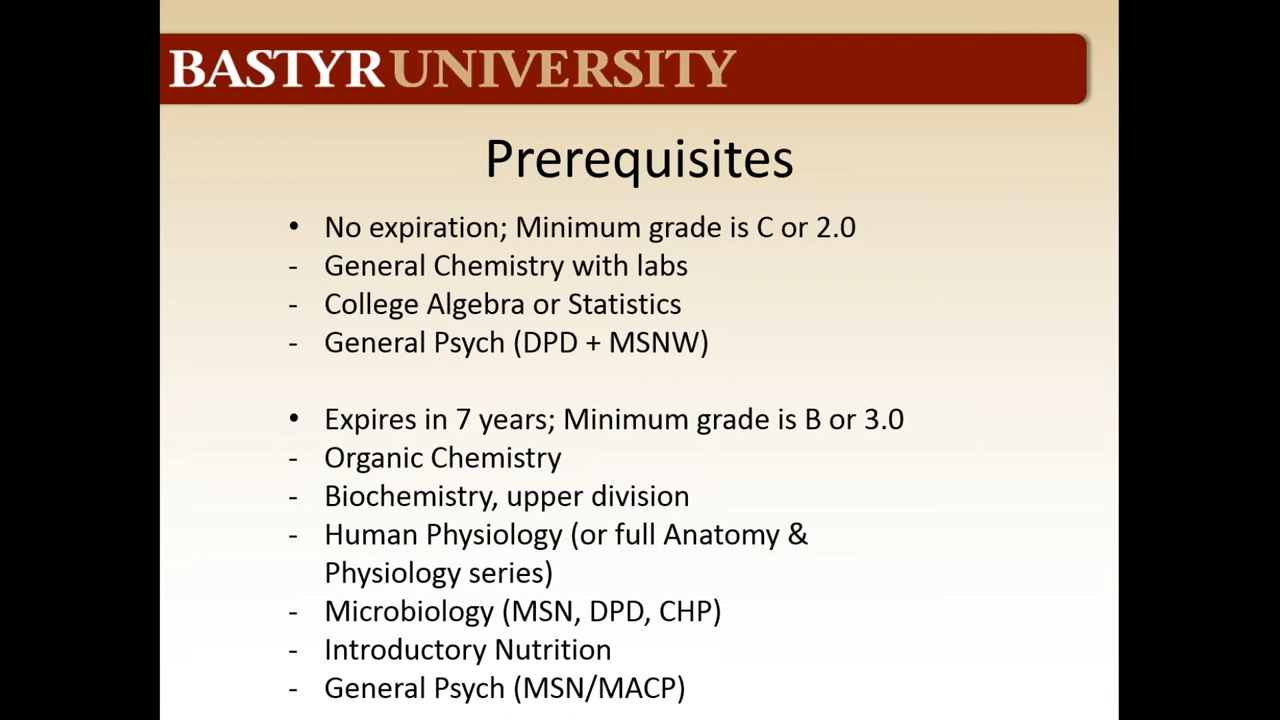 BASTYR UNIVERSITY
Prerequisites
• No expiration; Minimum grade is C or 2.0
- General Chemistry with labs
- College Algebra or Statistics
- General Psych (DPD + MSNW)
• Expires in 7 years; Minimum grade is B or 3.0
- Organic Chemistry
- Biochemistry, upper division
- Human Physiology (or full Anatomy &
Physiology series)
- Microbiology (MSN, DPD, CHP)
- Introductory Nutrition
- General Psych (MSN/MACP)